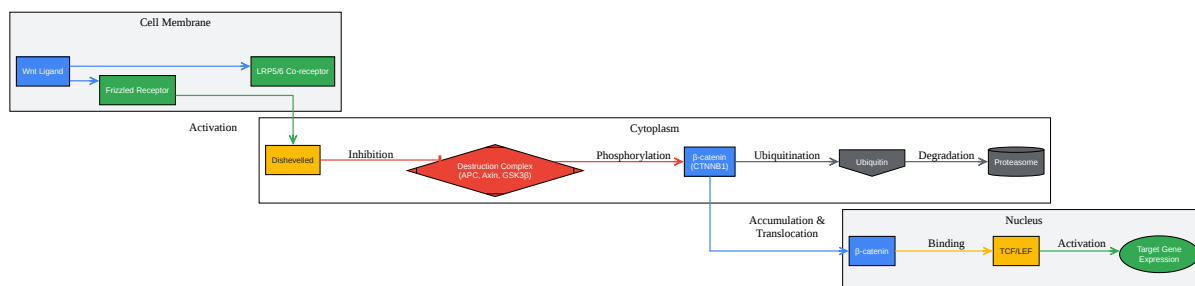 Cell Membrane
Wnt Ligand
LRP5/6 Co-receptor
Frizzled Receptor
Activation
Cytoplasm
Dishevelled
Inhibition
Destruction Complex
(APC, Axin, GSK3β)
Phosphorylation
β-catenin
(CTNNB1)
Ubiquitination
Ubiquitin
Degradation
Proteasome
Accumulation &
Translocation
Nucleus
β-catenin
Binding
TCF/LEF
Activation
Target Gene
Expression